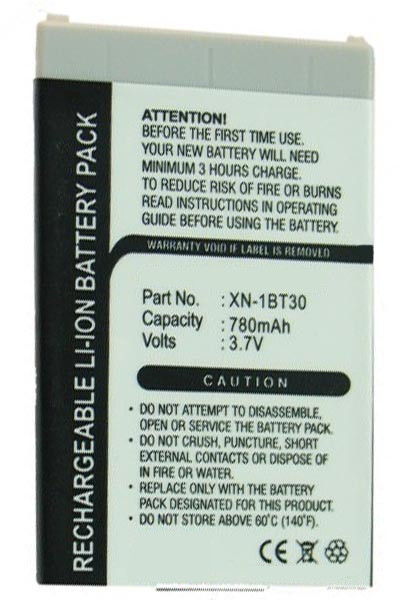 RECHARGEABLE LI-ION BATTERY PACK
ATTENTION!
BEFORE THE FIRST TIME USE,
YOUR NEW BATTERY WILL NEED
MINIMUM 3 HOURS CHARGE.
TO REDUCE RISK OF FIRE OR BURNS
READ INSTRUCTIONS IN OPERATING
GUIDE BEFORE USING THE BATTERY.
WARRANTY VOID IF LABEL IS REMOVED
Part No. : XN-1BT30
Capacity : 780mAh
Volts : 3.7V
CAUTION
• DO NOT ATTEMPT TO DISASSEMBLE,
OPEN OR SERVICE THE BATTERY PACK.
• DO NOT CRUSH, PUNCTURE, SHORT
EXTERNAL CONTACTS OR DISPOSED OF
IN FIRE OR WATER.
• REPLACE ONLY WITH THE BATTERY
PACK DESIGNATED FOR THIS PRODUCT.
• DO NOT STORE ABOVE 60°C (140°F).
CE